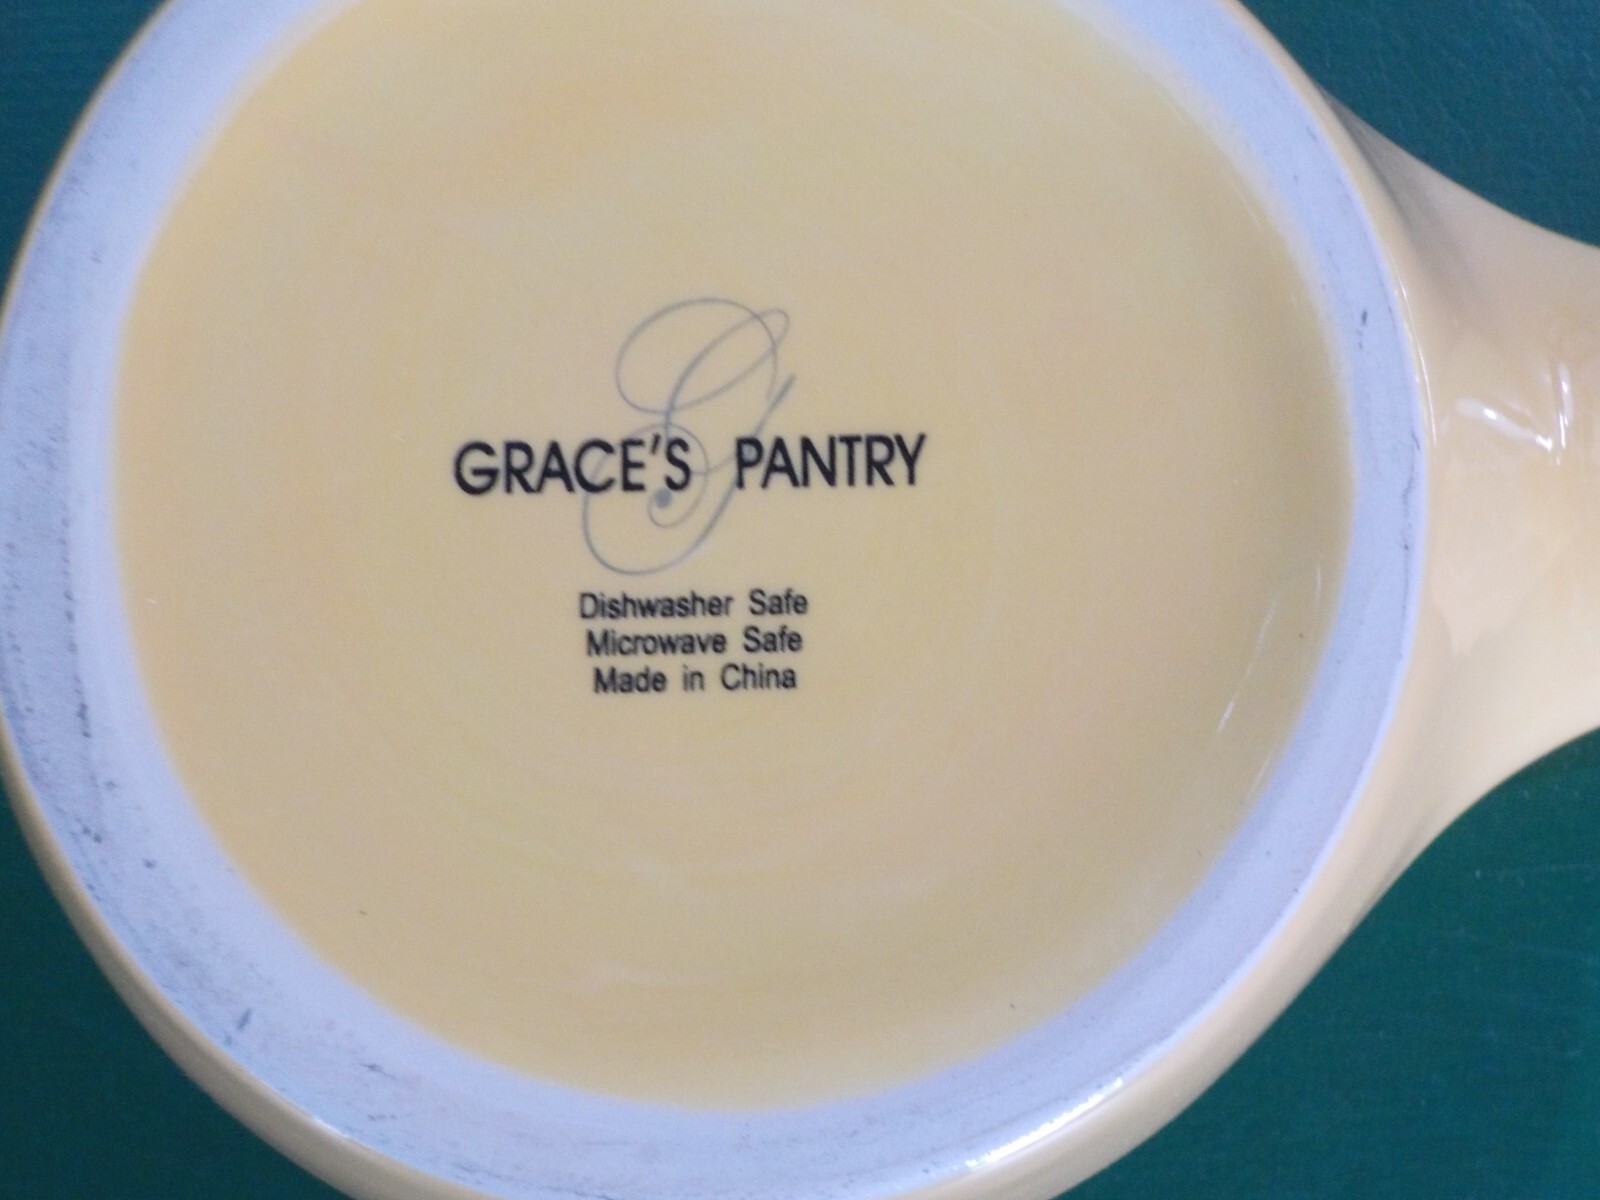 G
GRACE'S PANTRY
Dishwasher Safe
Microwave Safe
Made in China